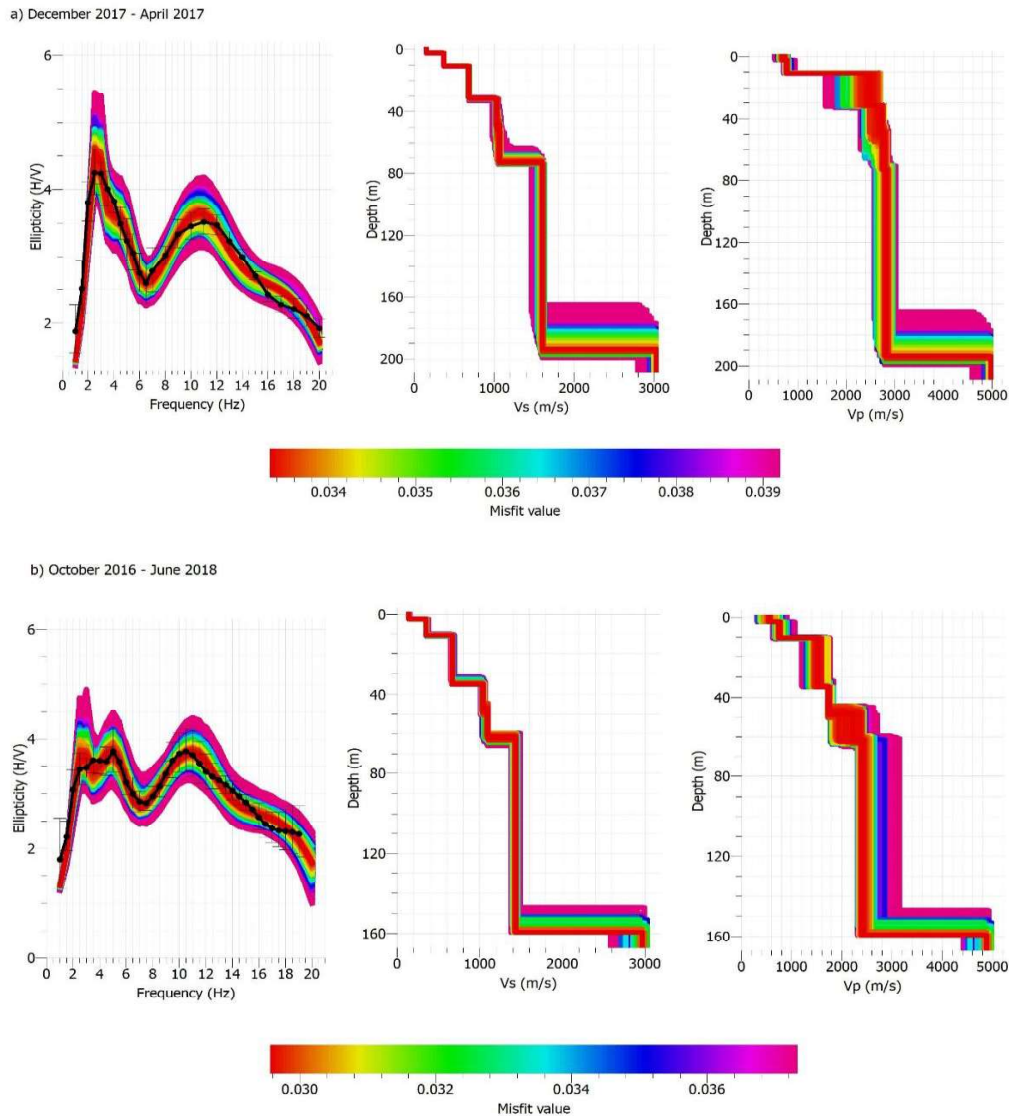 a) December 2017 - April 2017
6
4
2
Ellipticity (H/V)
0 2 4 6 8 10 12 14 16 18 20
Frequency (Hz)
0
40
80
120
160
200
Depth (m)
0 1000 2000 3000
Vs (m/s)
0
40
80
120
160
200
Depth (m)
0 1000 2000 3000 4000 5000
Vp (m/s)
0.034 0.035 0.036 0.037 0.038 0.039
Misfit value
b) October 2016 - June 2018
6
4
2
0
Ellipticity (H/V)
0 2 4 6 8 10 12 14 16 18 20
Frequency (Hz)
0
40
80
120
160
Depth (m)
0 1000 2000 3000
Vs (m/s)
0
40
80
120
160
Depth (m)
0 1000 2000 3000 4000 5000
Vp (m/s)
0.030 0.032 0.034 0.036
Misfit value